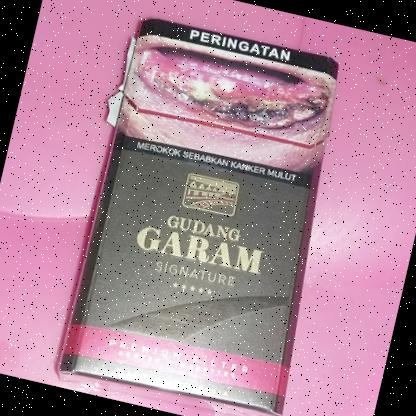 PERINGATAN
MEROKOK SEBABKAN KANKER MULUT
GUDANG
GARAM
SIGNATURE